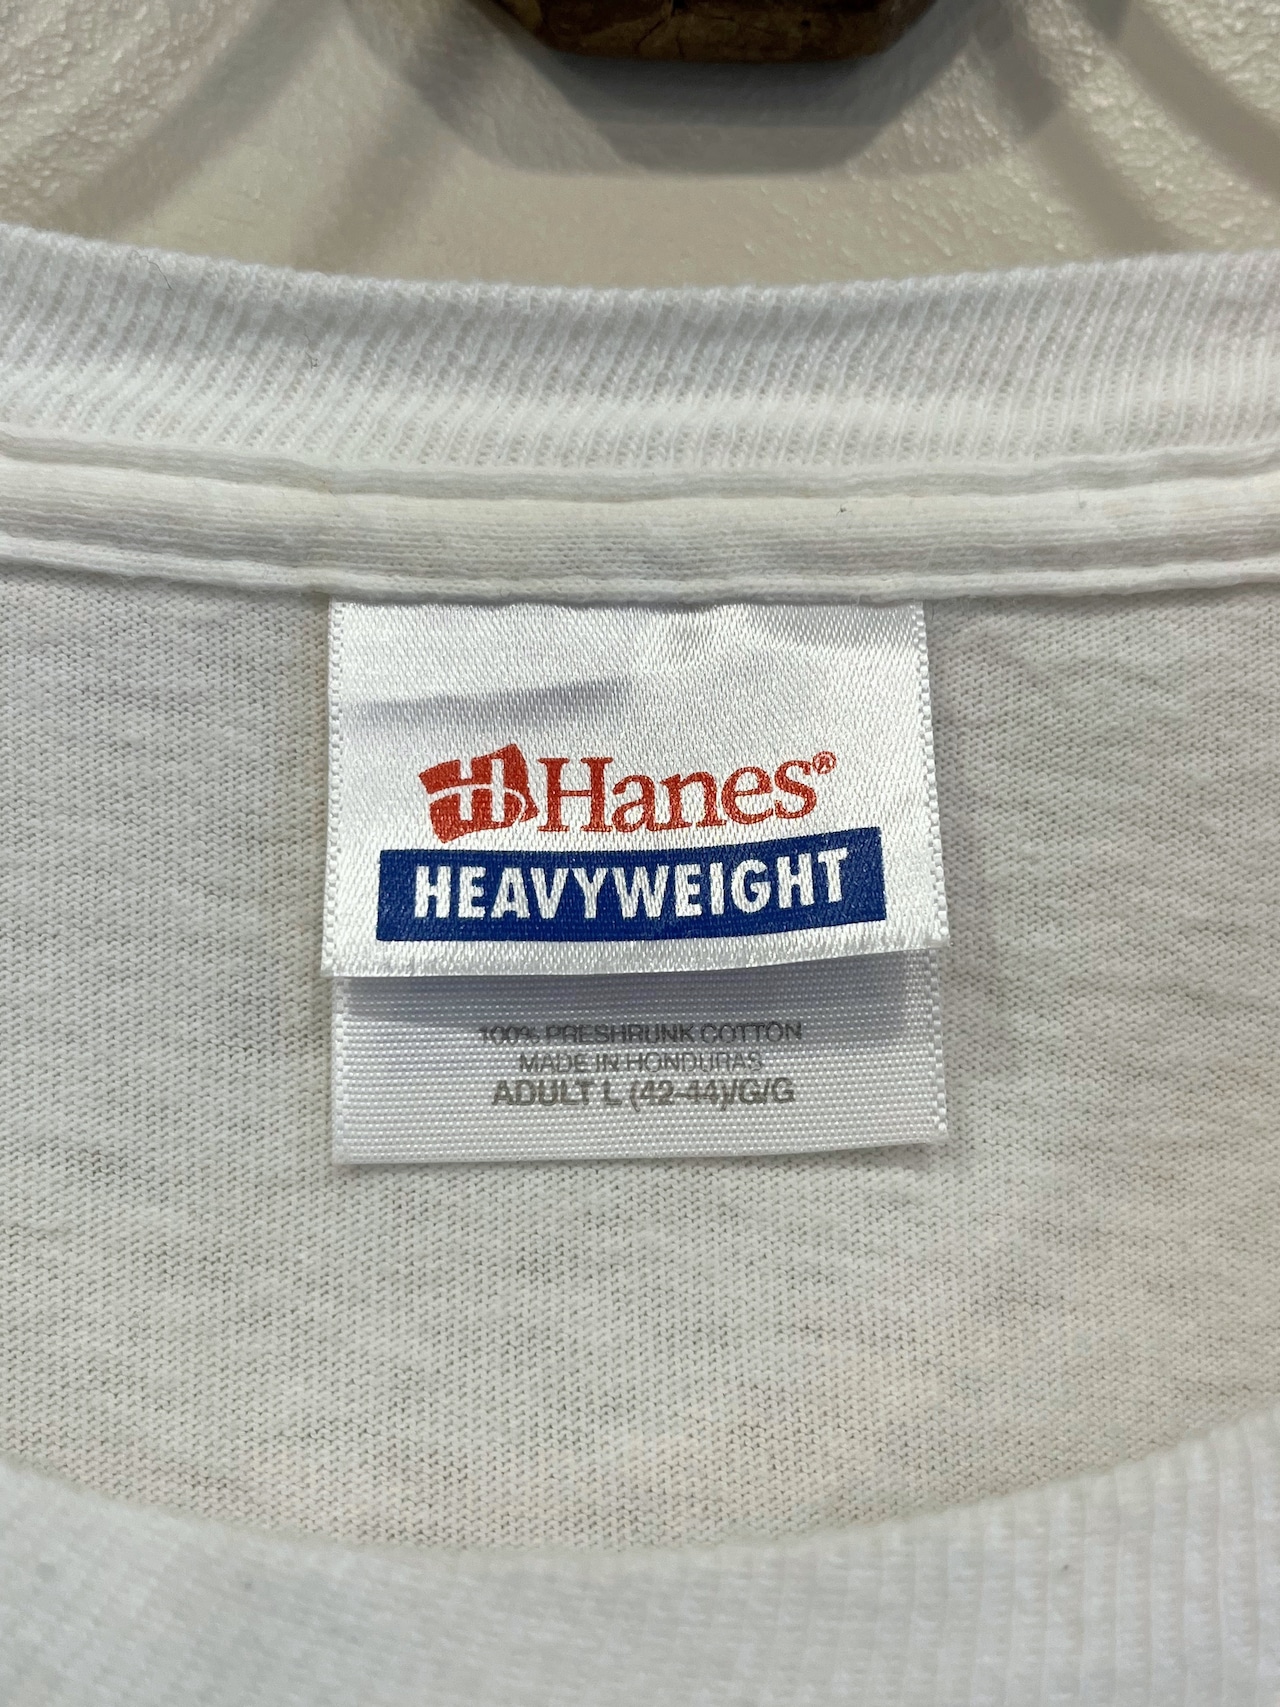 Hanes®
HEAVYWEIGHT
100% PRESHRUNK COTTON
MADE IN HONDURAS
ADULT L (42-44)/G/G